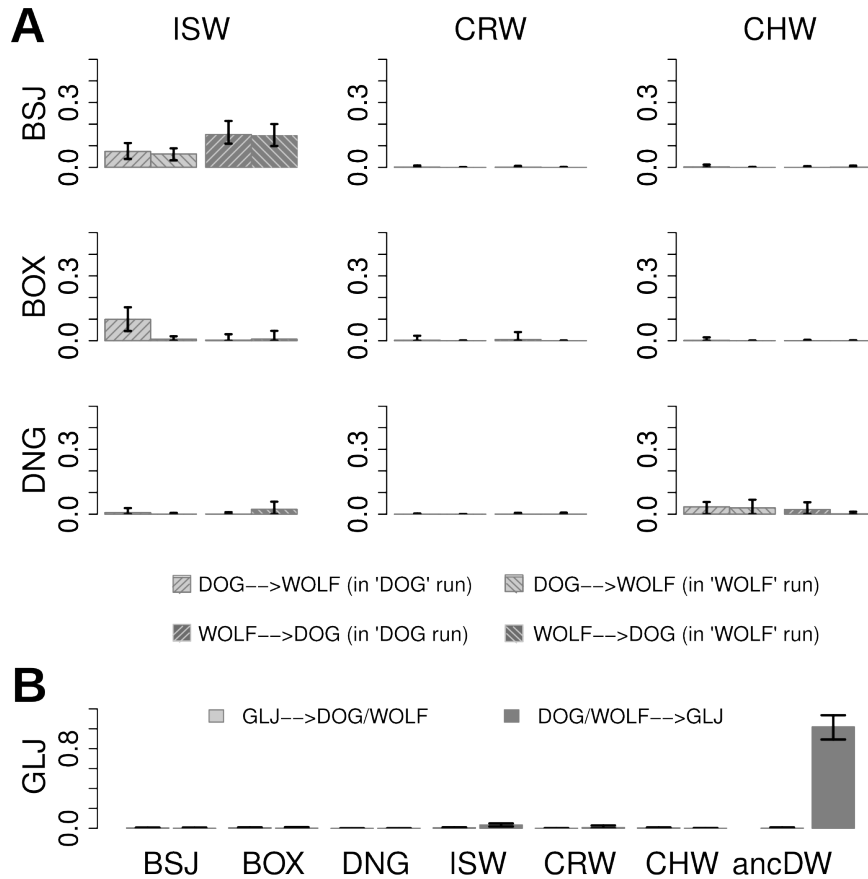 A
ISW CRW CHW
BSJ
0.0 0.3
0.0 0.3
0.0 0.3
BOX
0.0 0.3
0.0 0.3
0.0 0.3
DNG
0.0 0.3
0.0 0.3
0.0 0.3
DOG-->WOLF (in 'DOG' run) DOG-->WOLF (in 'WOLF' run)
WOLF-->DOG (in 'DOG run) WOLF-->DOG (in 'WOLF' run)
B
GLJ-->DOG/WOLF DOG/WOLF-->GLJ
GLJ
0.0 0.8
BSJ BOX DNG ISW CRW CHW ancDW